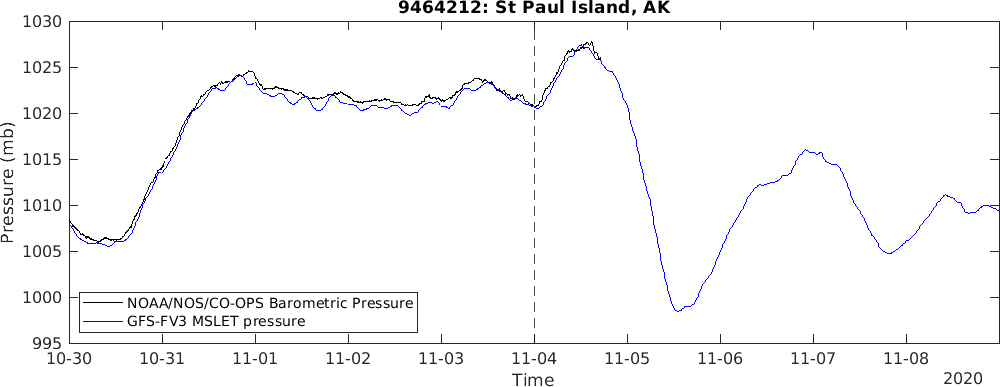 9464212: St Paul Island, AK
Pressure (mb)
1030
1025
1020
1015
1010
1005
1000
995
NOAA/NOS/CO-OPS Barometric Pressure
GFS-FV3 MSLET pressure
10-30 10-31 11-01 11-02 11-03 11-04 11-05 11-06 11-07 11-08
Time
2020